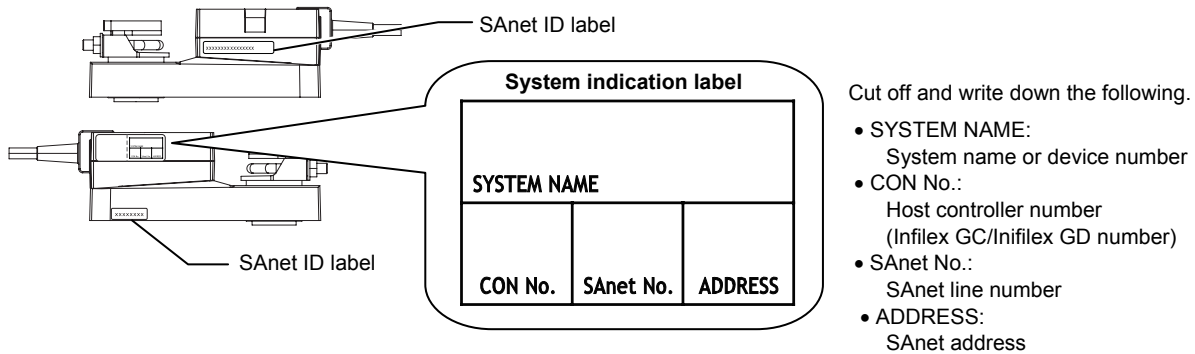 SAnet ID label
xxxxxxxxxxxxxxxx
System indication label
SYSTEM NAME
CON No. SAnet No. ADDRESS
xxxxxxxx
SAnet ID label
Cut off and write down the following.
• SYSTEM NAME:
System name or device number
• CON No.:
Host controller number
(Infilex GC/Inifilex GD number)
• SAnet No.:
SAnet line number
• ADDRESS:
SAnet address